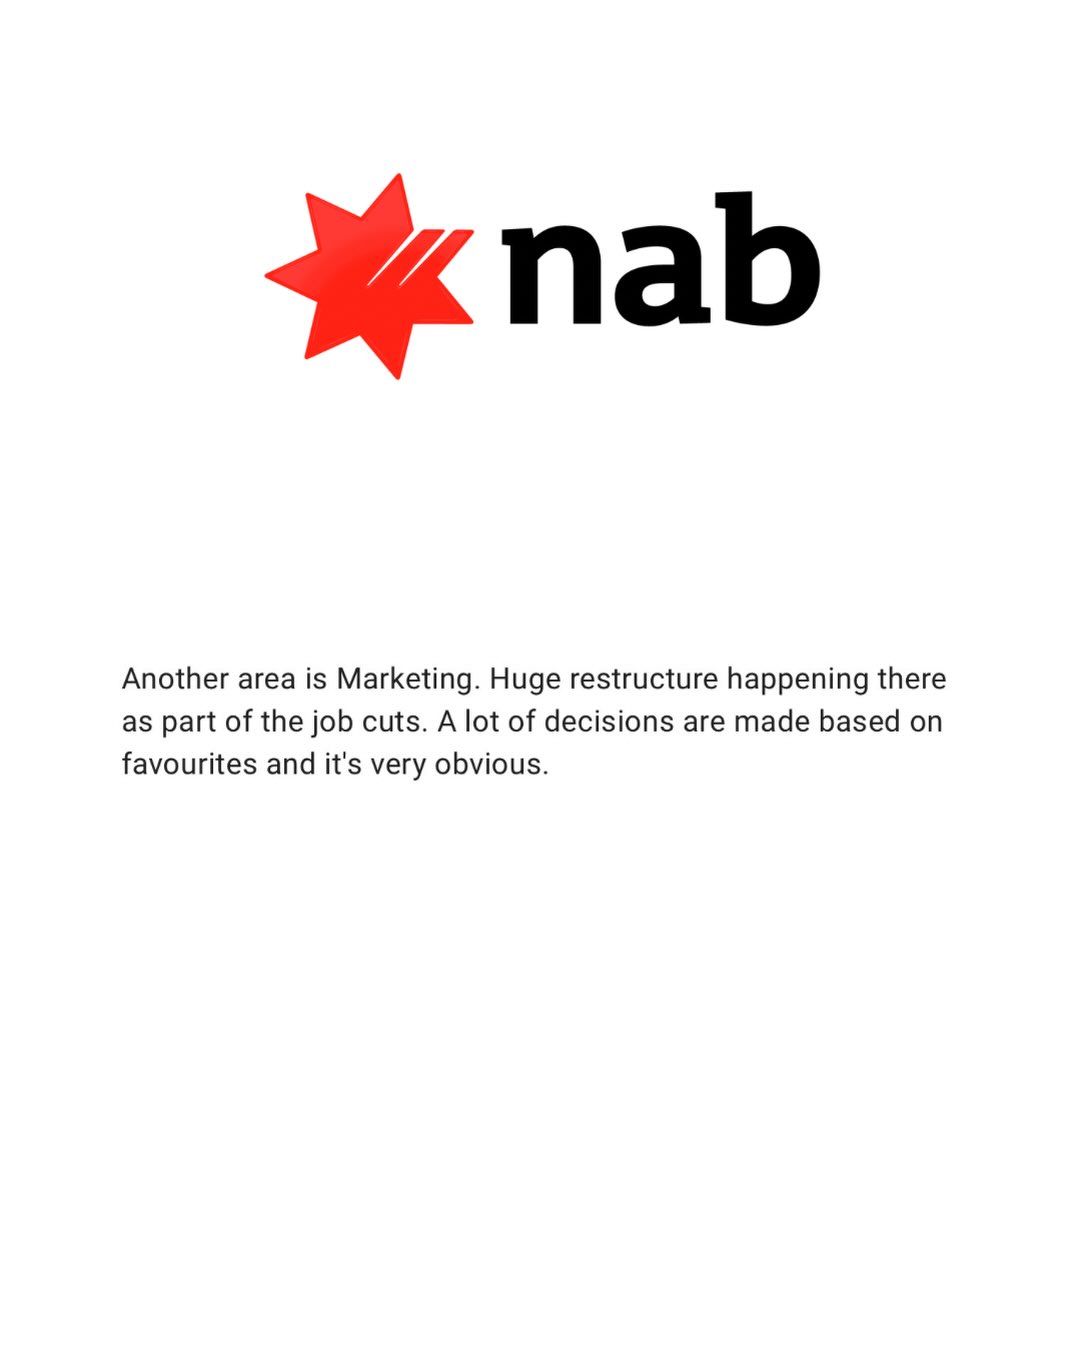 nab
Another area is Marketing. Huge restructure happening there
as part of the job cuts. A lot of decisions are made based on
favourites and it's very obvious.